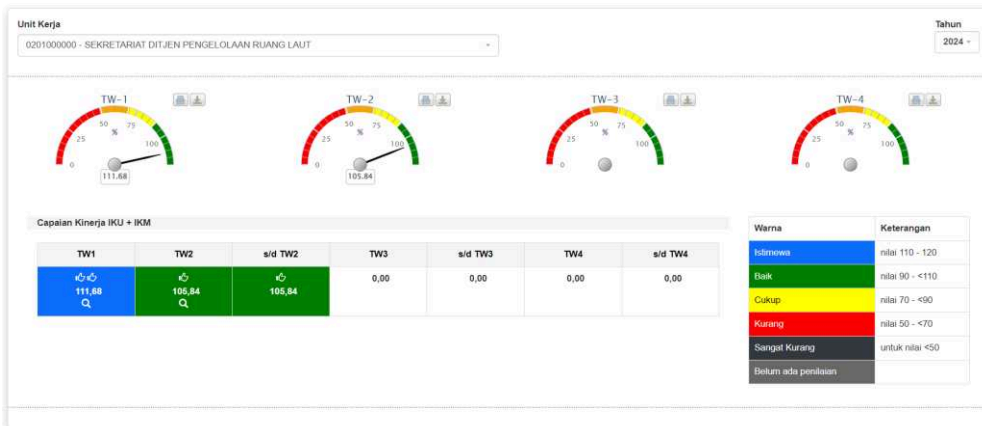 Unit Kerja
Tahun
0201000000 - SEKRETARIAT DITJEN PENGELOLAAN RUANG LAUT
2024
TW-1
TW-2
TW-3
TW-4
0 25 50 75 100
%
111.68
0 25 50 75 100
%
105.84
0 25 50 75 100
%
0 25 50 75 100
%
Capaian Kinerja IKU + IKM
TW1 TW2 s/d TW2 TW3 s/d TW3 TW4 s/d TW4
111,68 105,84 105,84 0,00 0,00 0,00 0,00
Warna Keterangan
Istimewa nilai 110 - 120
Baik nilai 90 - <110
Cukup nilai 70 - <90
Kurang nilai 50 - <70
Sangat Kurang untuk nilai <50
Belum ada penilaian